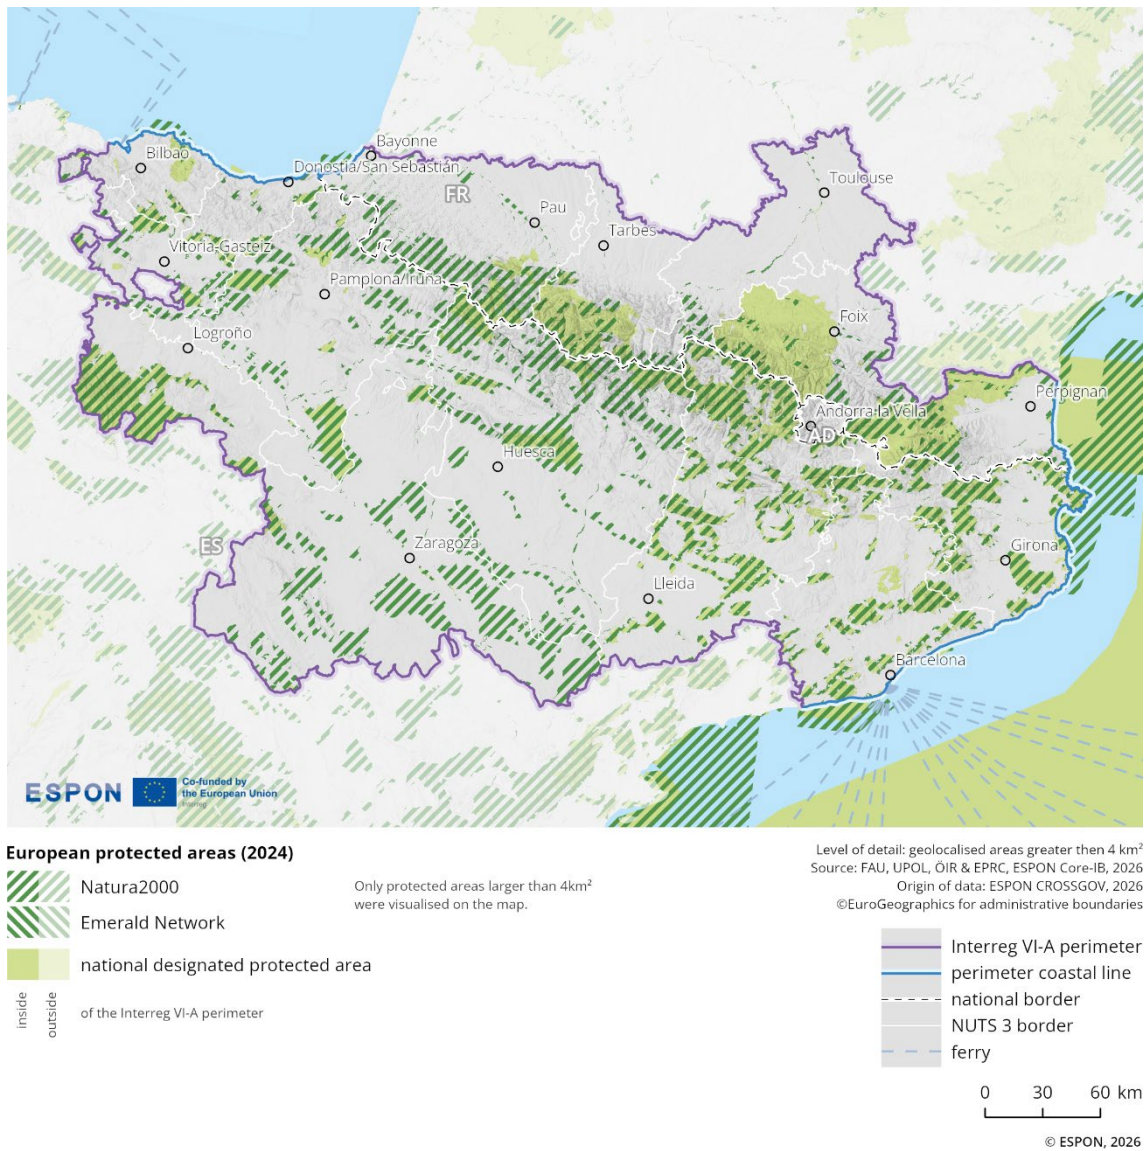 Bayonne
Bilbao
Donostia/San Sebastián
Toulouse
FR
Pau
Tarbes
Vitoria-Gasteiz
Pamplona/Iruña
Foix
Logroño
Perpignan
Andorra la Vella
AD
Huesca
ES
Zaragoza
Girona
Lleida
Barcelona
ESPON
Co-funded by
the European Union
Interreg
European protected areas (2024)
Natura2000
Emerald Network
national designated protected area
inside
outside
of the Interreg VI-A perimeter
Only protected areas larger than 4km²
were visualised on the map.
Level of detail: geolocalised areas greater then 4 km²
Source: FAU, UPOL, ÖIR & EPRC, ESPON Core-IB, 2026
Origin of data: ESPON CROSSGOV, 2026
©EuroGeographics for administrative boundaries
Interreg VI-A perimeter
perimeter coastal line
national border
NUTS 3 border
ferry
0 30 60 km
© ESPON, 2026